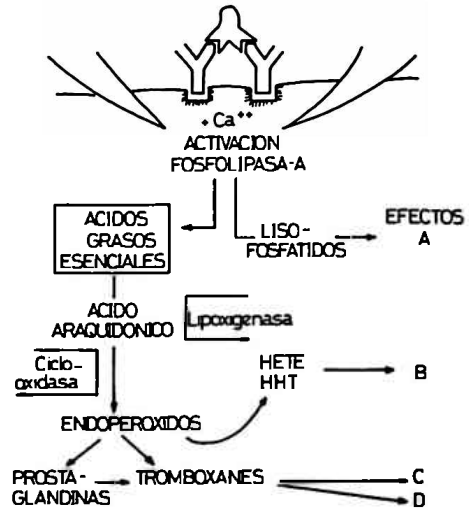 + Ca++
ACTIVACION
FOSFOLIPASA-A
ACIDOS
GRASOS
ESENCIALES
LISO-
FOSFATIDOS
EFECTOS
A
ACIDO
ARAQUIDONICO
Lipoxigenasa
Ciclo-
oxidasa
HETE
HHT
B
ENDOPEROXIDOS
PROSTA-
GLANDINAS
TROMBOXANES
C
D